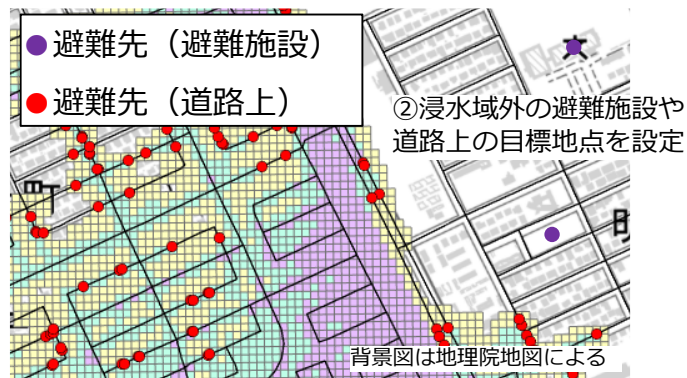 避難先（避難施設）
避難先（道路上）
②浸水域外の避難施設や
道路上の目標地点を設定
町
背景図は地理院地図による